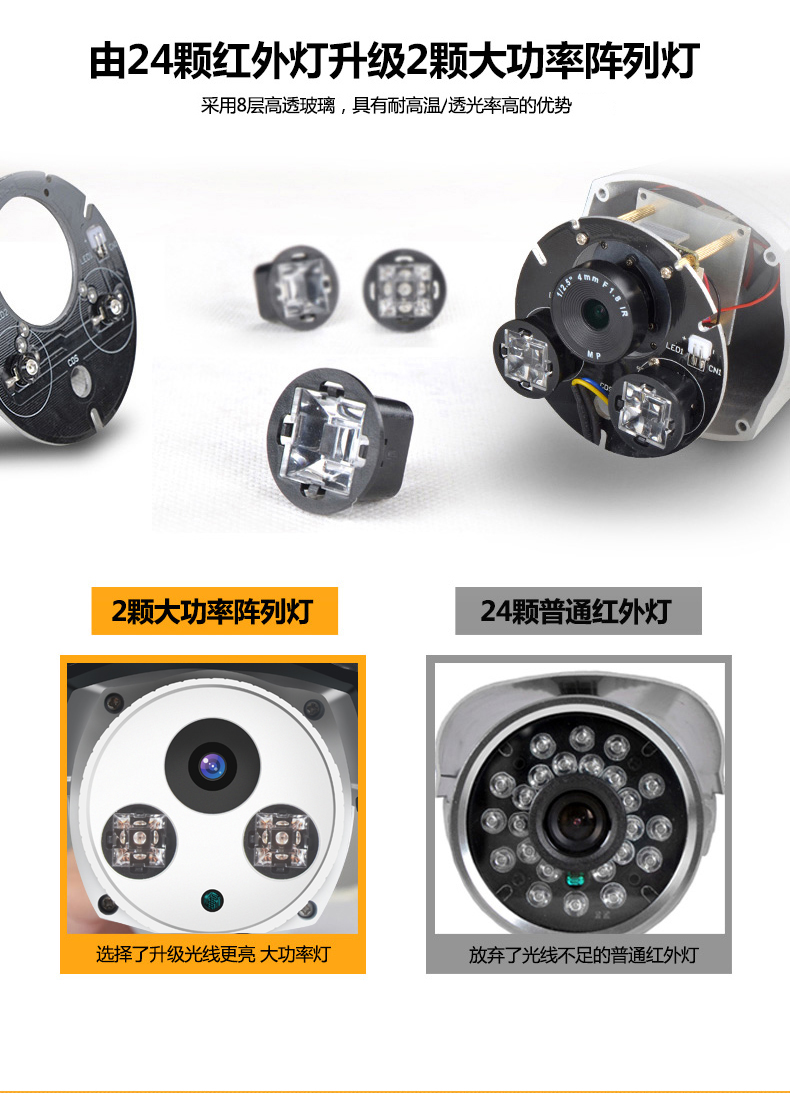 由24颗红外灯升级2颗大功率阵列灯
采用8层高透玻璃，具有耐高温/透光率高的优势
LED1
CN1
LED2
CDS
1/2.5" 4mm F1.8 IR
MP
LED1
CN1
CDS
2颗大功率阵列灯
24颗普通红外灯
选择了升级光线更亮 大功率灯
放弃了光线不足的普通红外灯